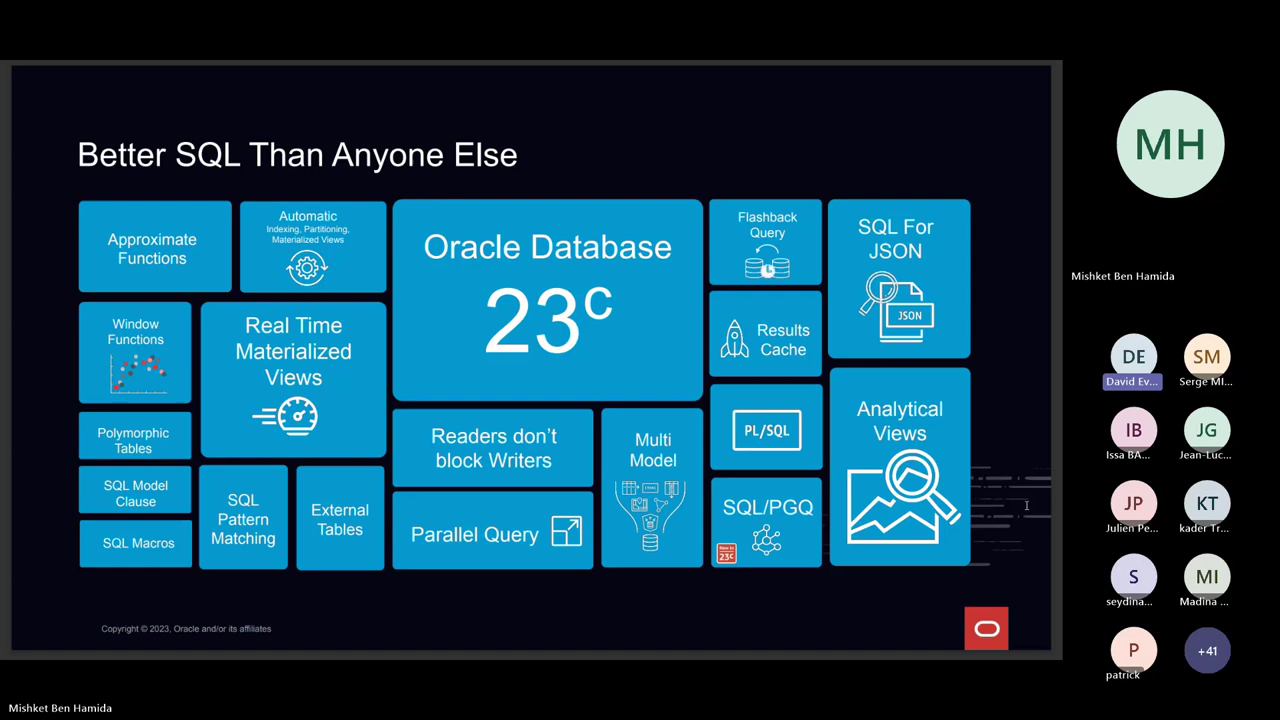 Better SQL Than Anyone Else
Approximate
Functions
Automatic
Indexing, Partitioning,
Materialized Views
Oracle Database
23c
Flashback
Query
SQL For
JSON
JSON
Window
Functions
Real Time
Materialized
Views
Results
Cache
Polymorphic
Tables
SQL Model
Clause
SQL Macros
SQL
Pattern
Matching
External
Tables
Readers don't
block Writers
Parallel Query
Multi
Model
PL/SQL
SQL/PGQ
New in
23c
Analytical
Views
Copyright © 2023, Oracle and/or its affiliates
MH
Mishket Ben Hamida
DE
David Ev...
SM
Serge MI...
IB
Issa BA...
JG
Jean-Luc...
JP
Julien Pe...
KT
kader Tr...
S
seydina...
MI
Madina ...
P
patrick
+41
Mishket Ben Hamida